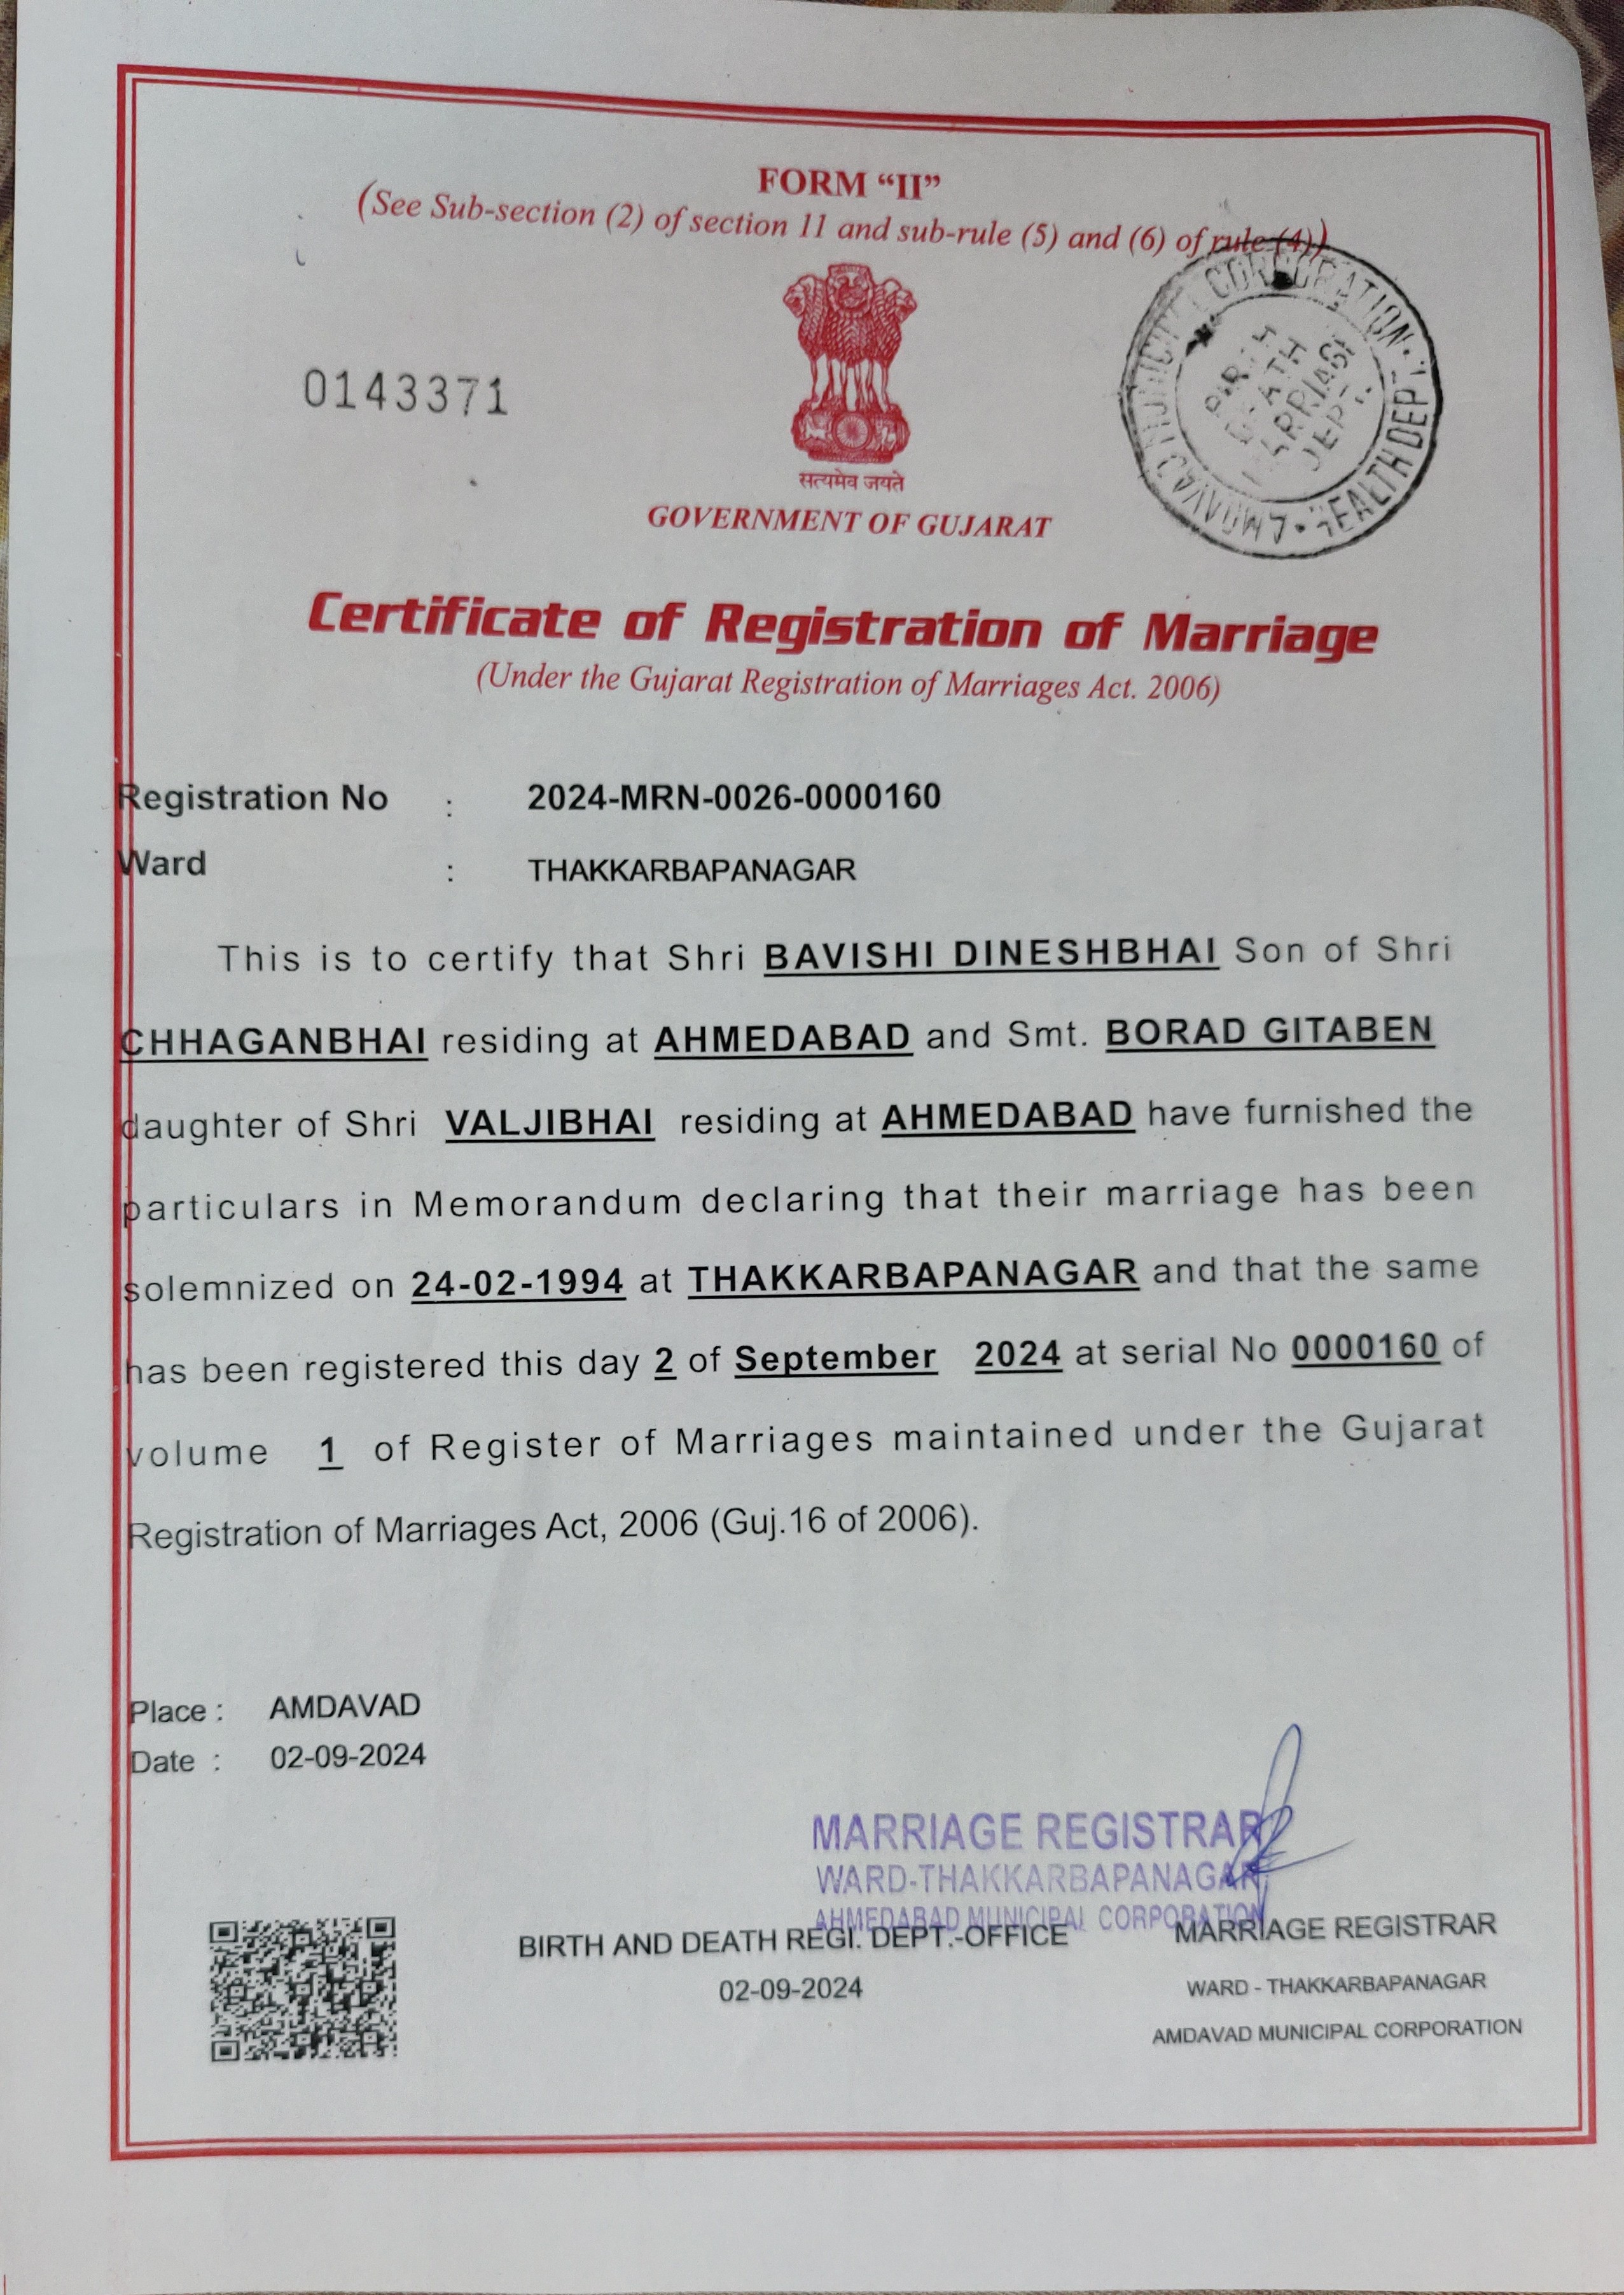 FORM “II”
(See Sub-section (2) of section 11 and sub-rule (5) and (6) of rule (4))
0143371
CORPORATION
HEALTH DEPT
BIRTH
DEATH
MARRIAGE
DEPT
सत्यमेव जयते
GOVERNMENT OF GUJARAT
Certificate of Registration of Marriage
(Under the Gujarat Registration of Marriages Act. 2006)
Registration No : 2024-MRN-0026-0000160
Ward : THAKKARBAPANAGAR
This is to certify that Shri BAVISHI DINESHBHAI Son of Shri
CHHAGANBHAI residing at AHMEDABAD and Smt. BORAD GITABEN
daughter of Shri VALJIBHAI residing at AHMEDABAD have furnished the
particulars in Memorandum declaring that their marriage has been
solemnized on 24-02-1994 at THAKKARBAPANAGAR and that the same
has been registered this day 2 of September 2024 at serial No 0000160 of
volume 1 of Register of Marriages maintained under the Gujarat
Registration of Marriages Act, 2006 (Guj.16 of 2006).
Place : AMDAVAD
Date : 02-09-2024
MARRIAGE REGISTRAR
WARD-THAKKARBAPANAGAR
AHMEDABAD MUNICIPAL CORPORATION
BIRTH AND DEATH REGI. DEPT.-OFFICE
02-09-2024
MARRIAGE REGISTRAR
WARD - THAKKARBAPANAGAR
AMDAVAD MUNICIPAL CORPORATION